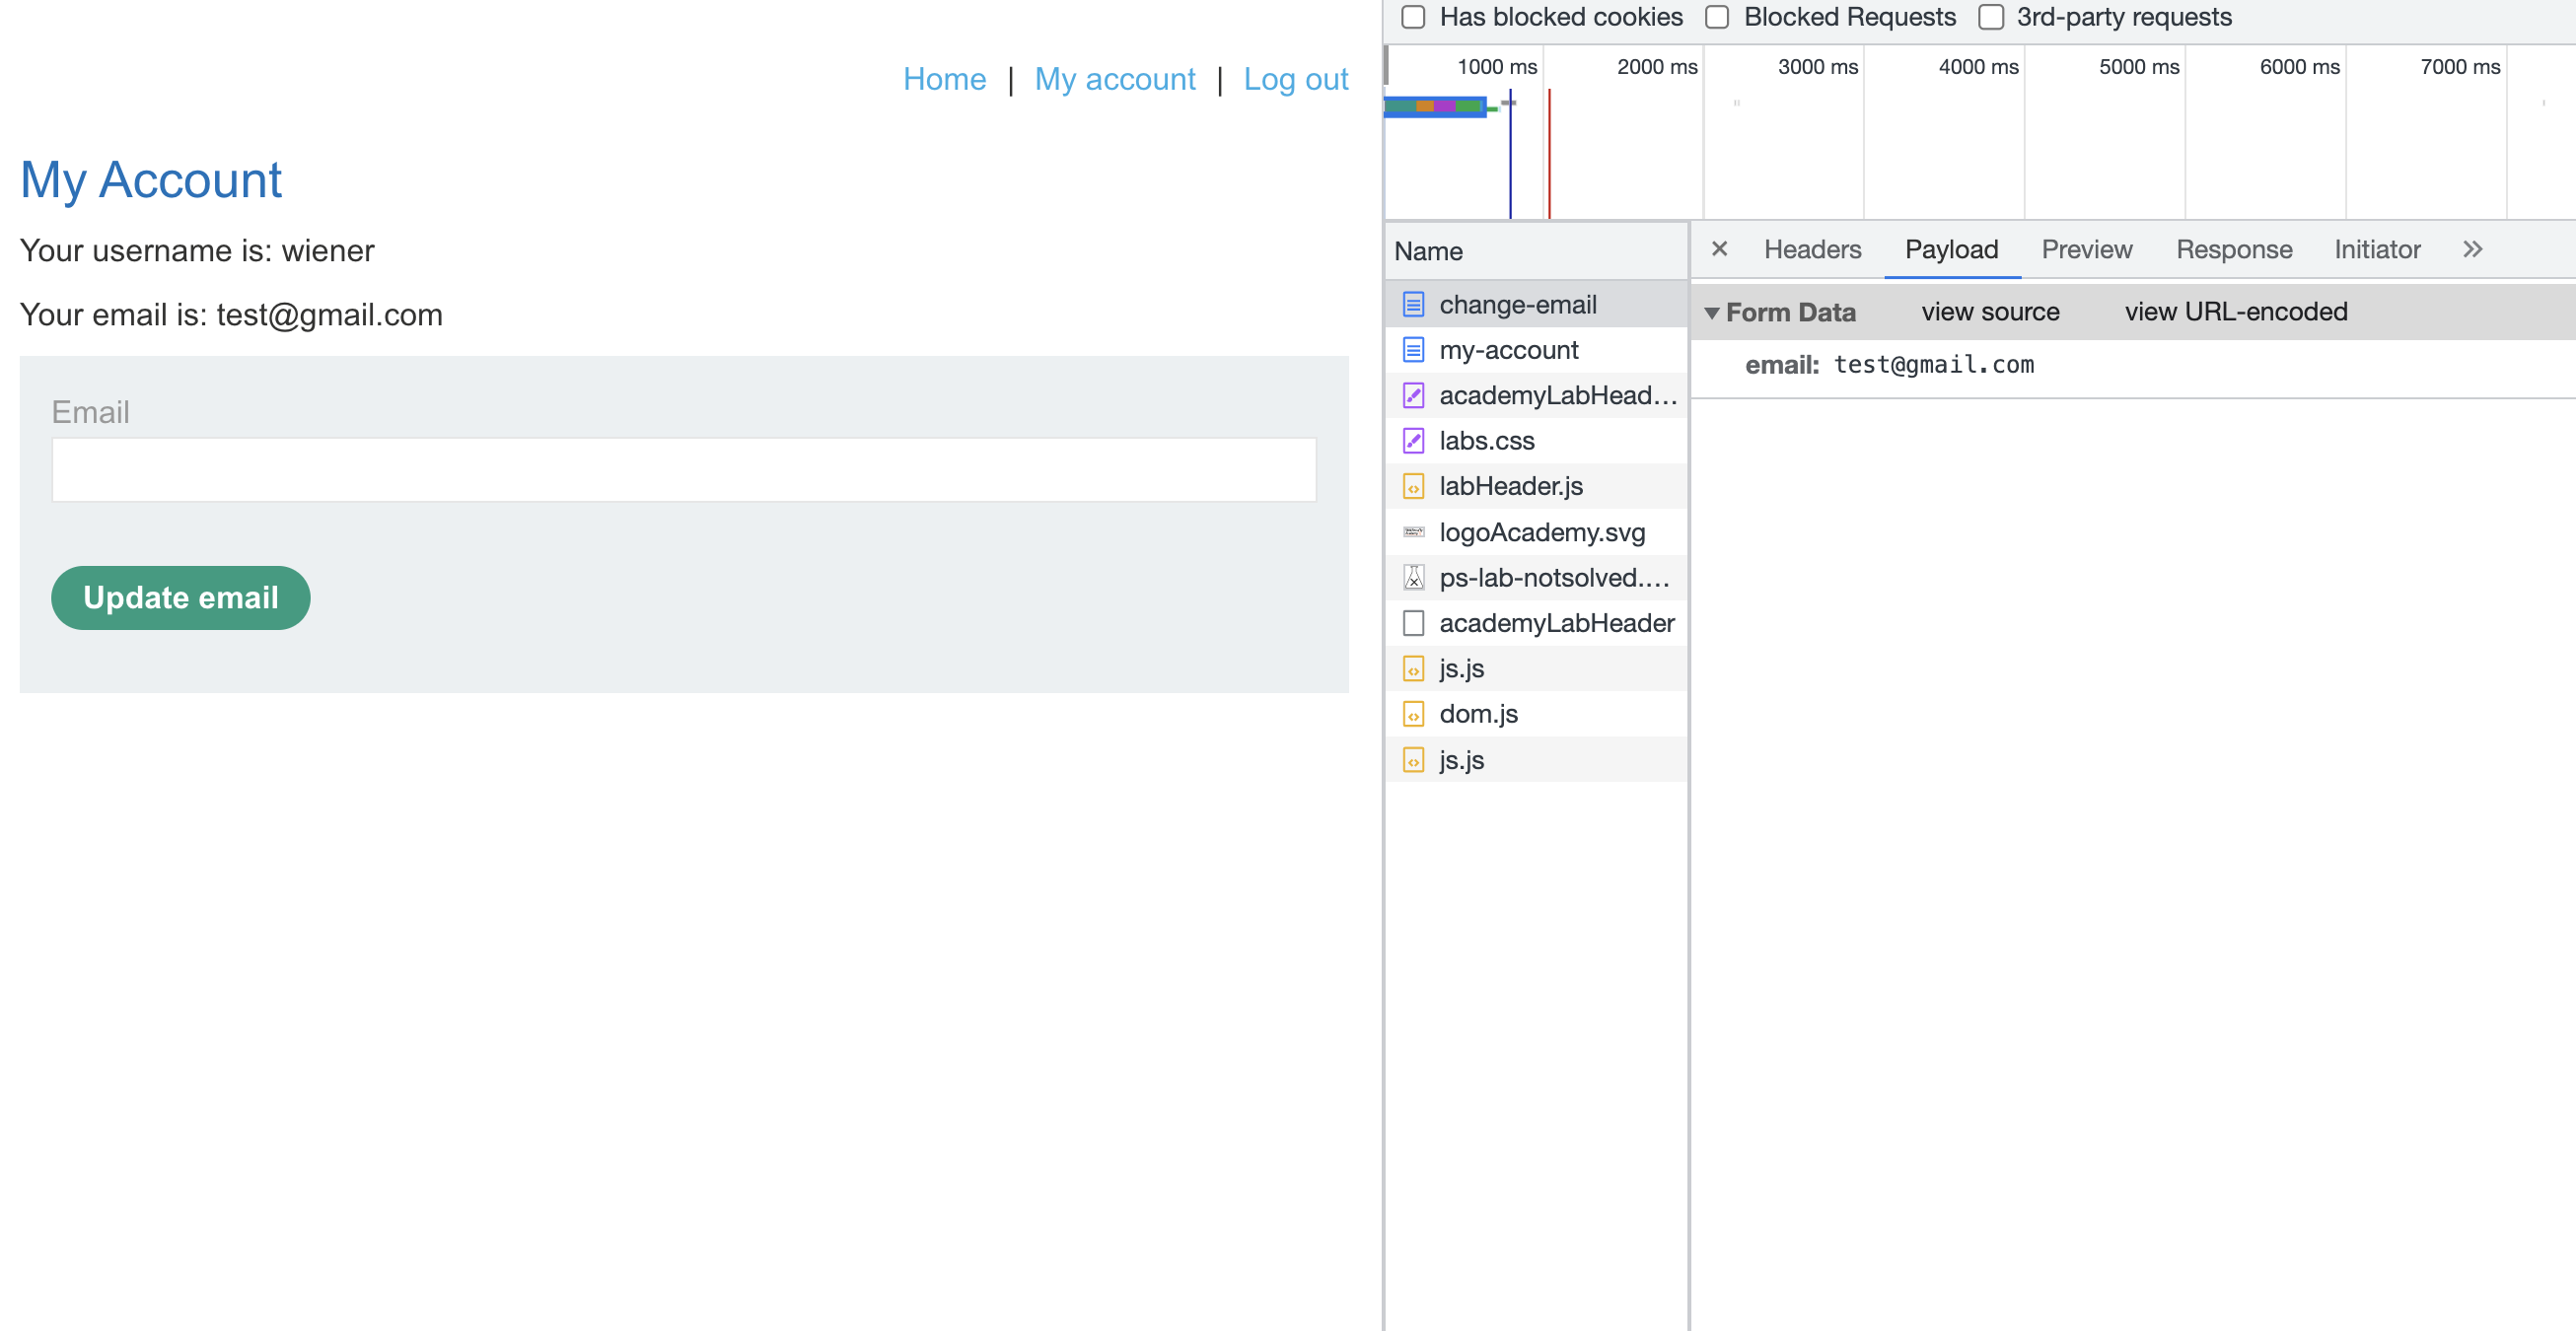 Home | My account | Log out
My Account
Your username is: wiener
Your email is: test@gmail.com
Email
Update email
Has blocked cookies Blocked Requests 3rd-party requests
1000 ms 2000 ms 3000 ms 4000 ms 5000 ms 6000 ms 7000 ms
Name
change-email
my-account
academyLabHead...
labs.css
labHeader.js
logoAcademy.svg
ps-lab-notsolved....
academyLabHeader
js.js
dom.js
js.js
× Headers Payload Preview Response Initiator »
▼ Form Data view source view URL-encoded
email: test@gmail.com